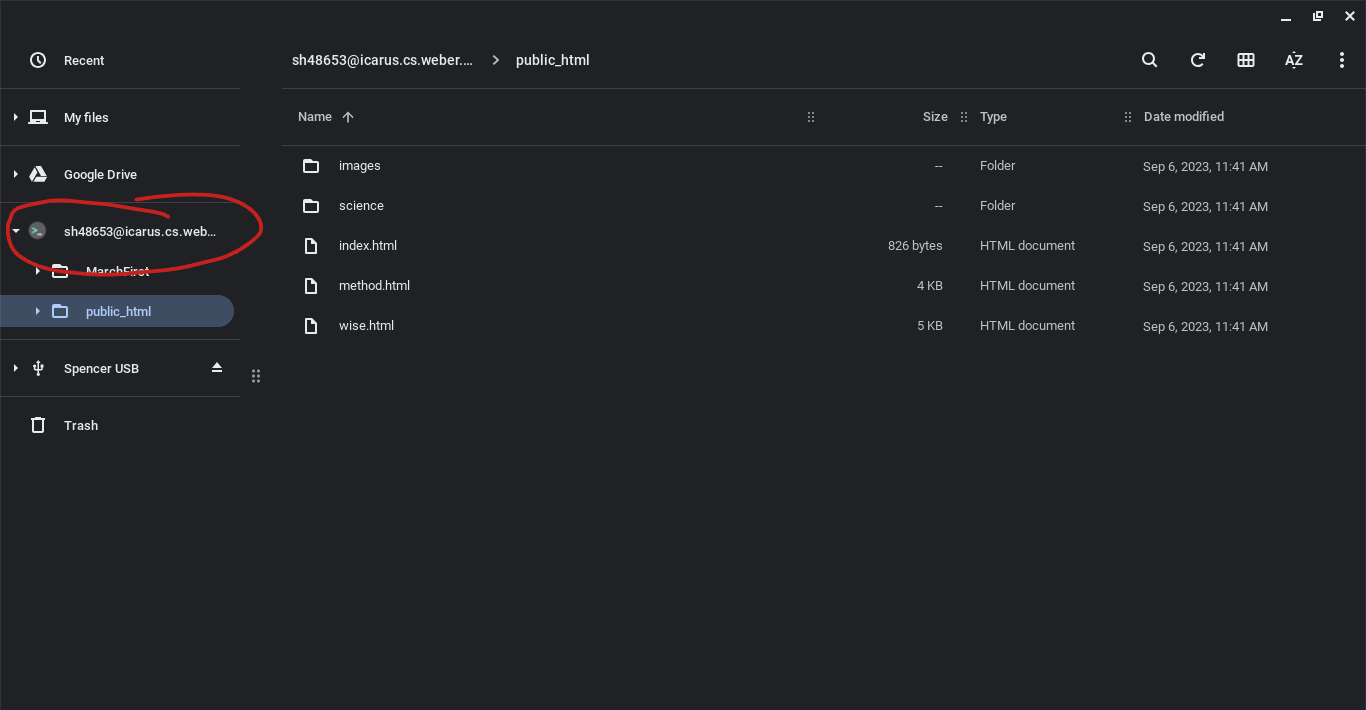 Recent
My files
Google Drive
sh48653@icarus.cs.web...
MarchFirst
public_html
Spencer USB
Trash
sh48653@icarus.cs.weber.... public_html
AZ
Name Size Type Date modified
images -- Folder Sep 6, 2023, 11:41 AM
science -- Folder Sep 6, 2023, 11:41 AM
index.html 826 bytes HTML document Sep 6, 2023, 11:41 AM
method.html 4 KB HTML document Sep 6, 2023, 11:41 AM
wise.html 5 KB HTML document Sep 6, 2023, 11:41 AM